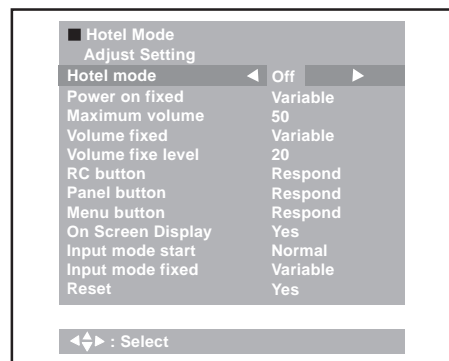 Hotel Mode
Adjust Setting
Hotel mode Off
Power on fixed Variable
Maximum volume 50
Volume fixed Variable
Volume fixe level 20
RC button Respond
Panel button Respond
Menu button Respond
On Screen Display Yes
Input mode start Normal
Input mode fixed Variable
Reset Yes
: Select